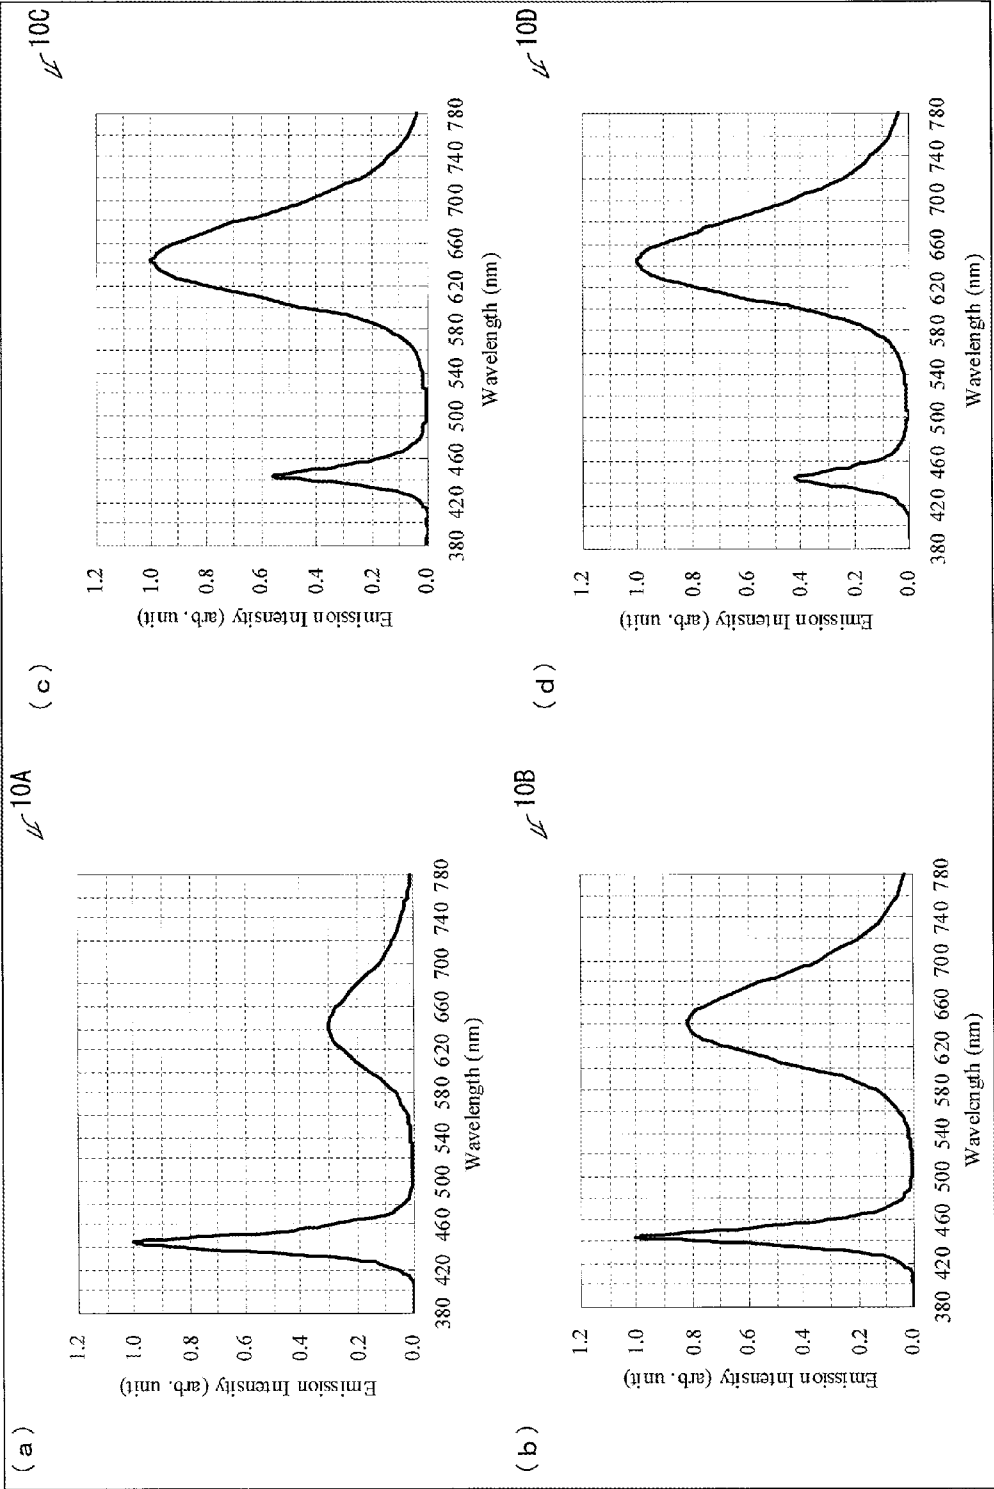 (a)
10A
Emission Intensity (arb. unit)
1.2
1.0
0.8
0.6
0.4
0.2
0.0
380 420 460 500 540 580 620 660 700 740 780
Wavelength (nm)
(b)
10B
Emission Intensity (arb. unit)
1.2
1.0
0.8
0.6
0.4
0.2
0.0
380 420 460 500 540 580 620 660 700 740 780
Wavelength (nm)
(c)
10C
Emission Intensity (arb. unit)
1.2
1.0
0.8
0.6
0.4
0.2
0.0
380 420 460 500 540 580 620 660 700 740 780
Wavelength (nm)
(d)
10D
Emission Intensity (arb. unit)
1.2
1.0
0.8
0.6
0.4
0.2
0.0
380 420 460 500 540 580 620 660 700 740 780
Wavelength (nm)